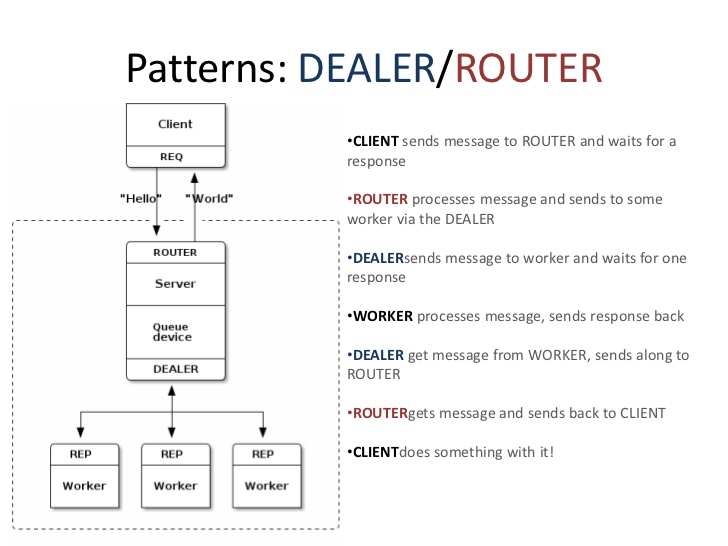 Patterns: DEALER/ROUTER
Client
REQ
"Hello" "World"
ROUTER
Server
Queue
device
DEALER
REP REP REP
Worker Worker Worker
•CLIENT sends message to ROUTER and waits for a
response
•ROUTER processes message and sends to some
worker via the DEALER
•DEALERsends message to worker and waits for one
response
•WORKER processes message, sends response back
•DEALER get message from WORKER, sends along to
ROUTER
•ROUTERgets message and sends back to CLIENT
•CLIENTdoes something with it!